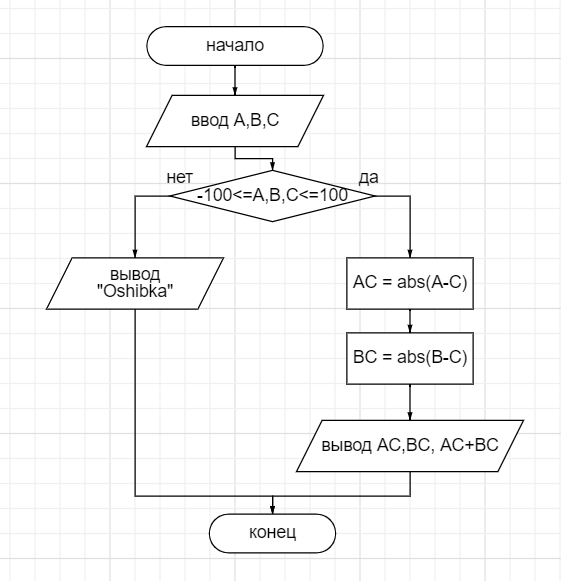 начало
ввод A,B,C
нет
да
-100<=A,B,C<=100
вывод
"Oshibka"
AC = abs(A-C)
BC = abs(B-C)
вывод AC,BC, AC+BC
конец